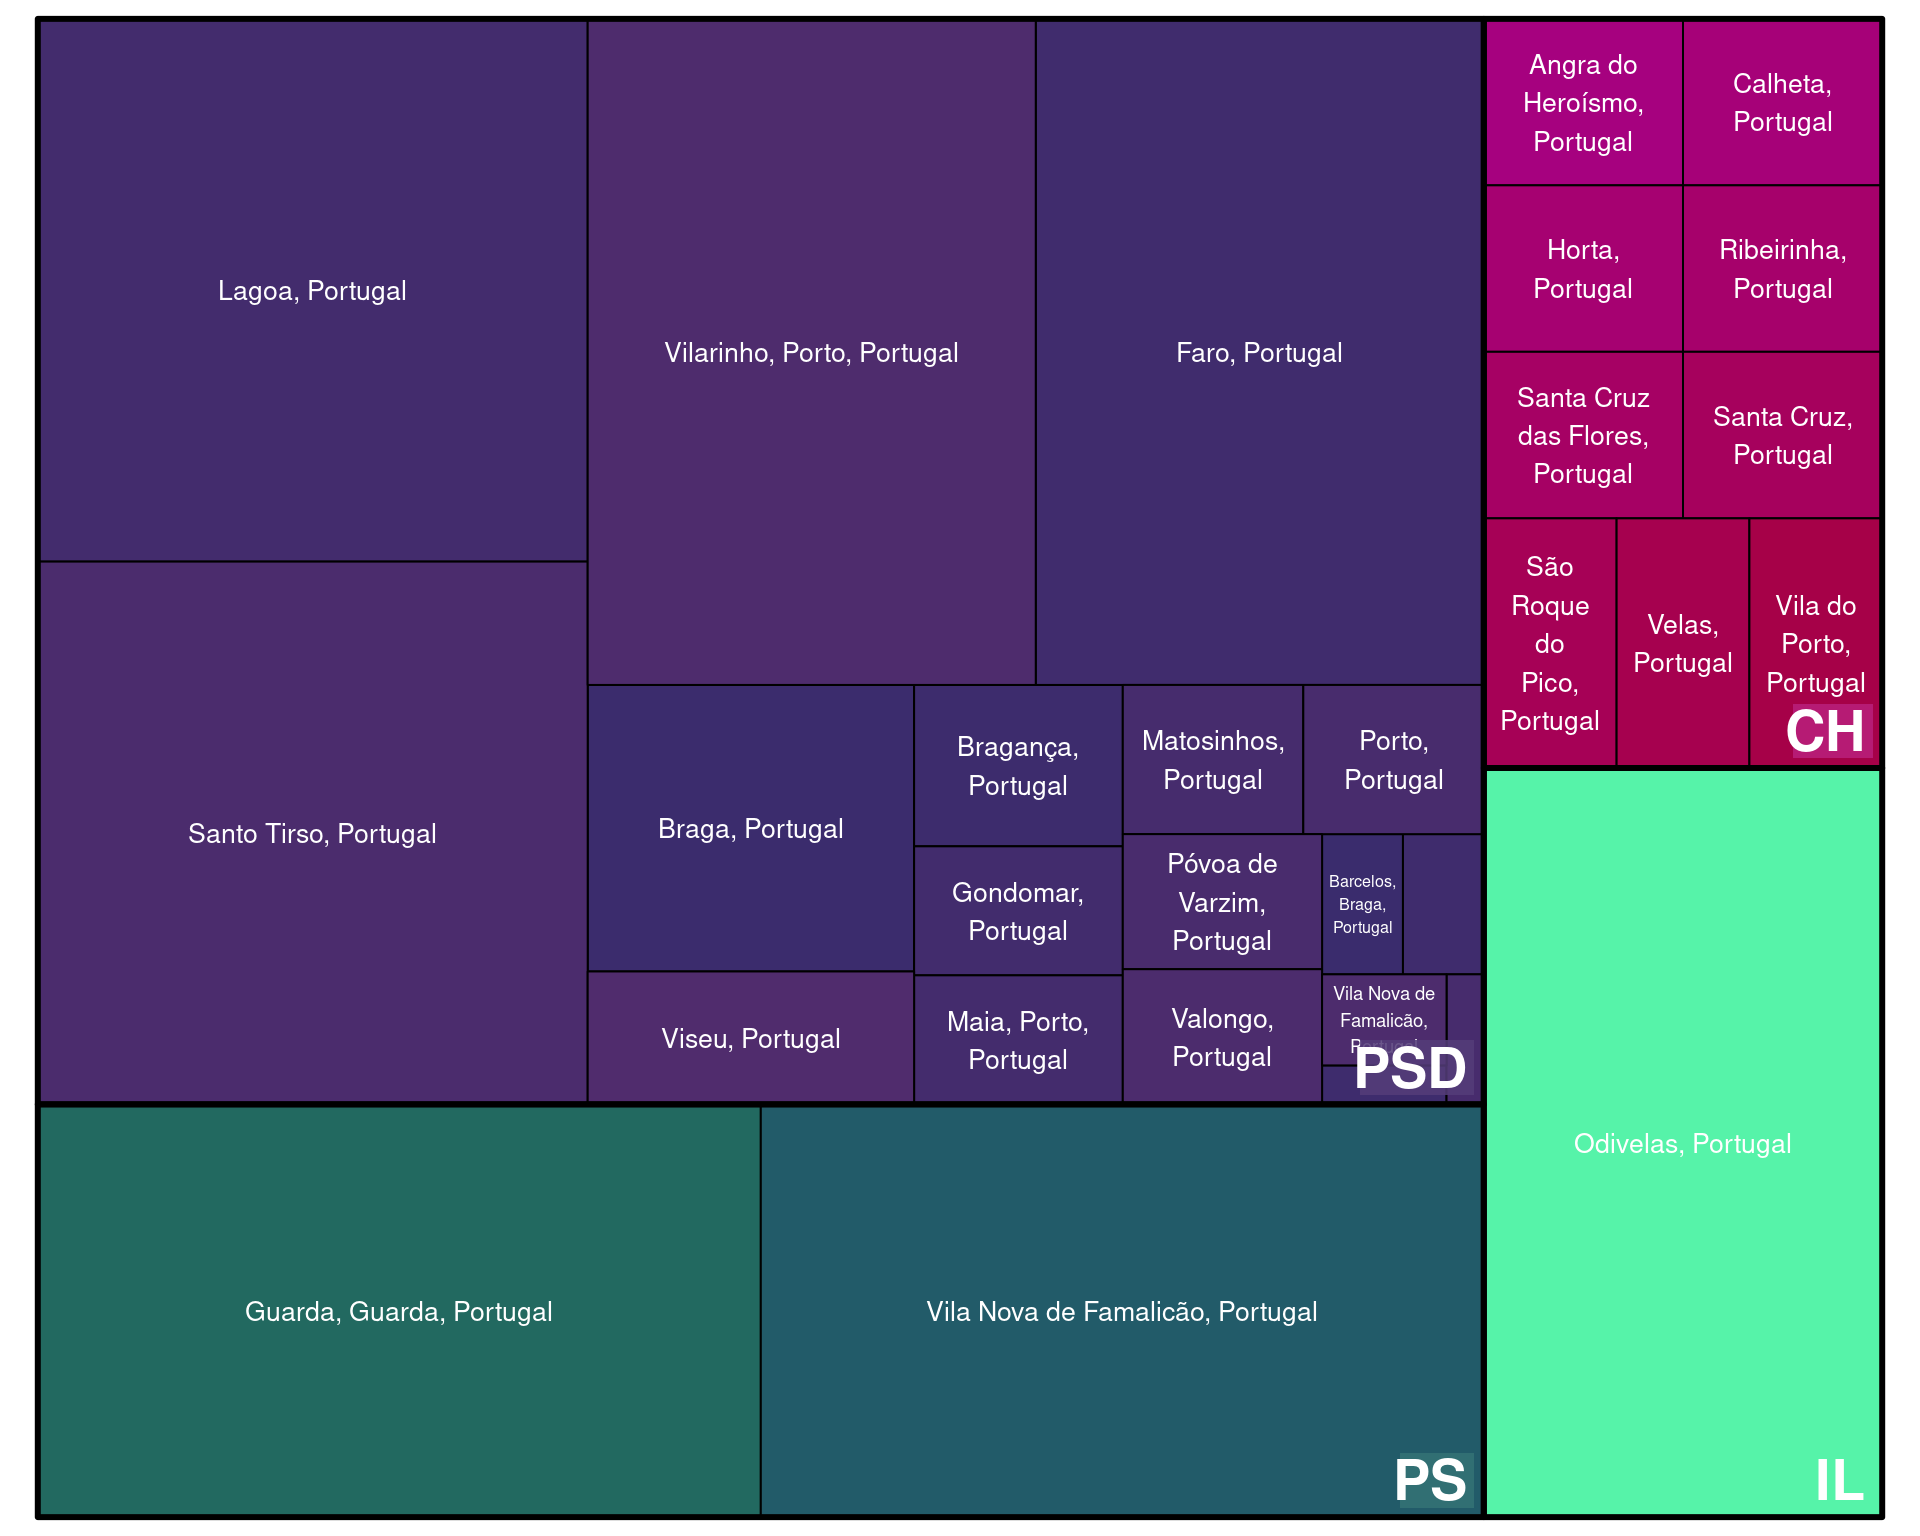 Lagoa, Portugal
Santo Tirso, Portugal
Vilarinho, Porto, Portugal
Faro, Portugal
Braga, Portugal
Viseu, Portugal
Bragança,
Portugal
Gondomar,
Portugal
Maia, Porto,
Portugal
Matosinhos,
Portugal
Porto,
Portugal
Póvoa de
Varzim,
Portugal
Valongo,
Portugal
Barcelos,
Braga,
Portugal
Vila Nova de
Famalicão,
Portugal
PSD
Guarda, Guarda, Portugal
Vila Nova de Famalicão, Portugal
PS
Angra do
Heroísmo,
Portugal
Calheta,
Portugal
Horta,
Portugal
Ribeirinha,
Portugal
Santa Cruz
das Flores,
Portugal
Santa Cruz,
Portugal
São
Roque
do
Pico,
Portugal
Velas,
Portugal
Vila do
Porto,
Portugal
CH
Odivelas, Portugal
IL